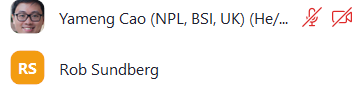 Yameng Cao (NPL, BSI, UK) (He/...
RS
Rob Sundberg